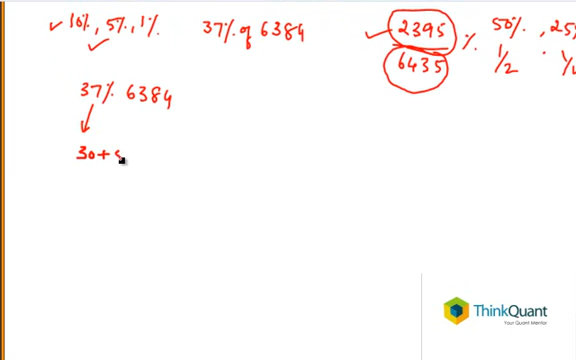 ✓ 10%, 5%, 1% 37% of 6384 ✓ 2395 / 6435 % 50%, 25% 1/2
37% 6384
30+
ThinkQuant
Your Quant Mentor